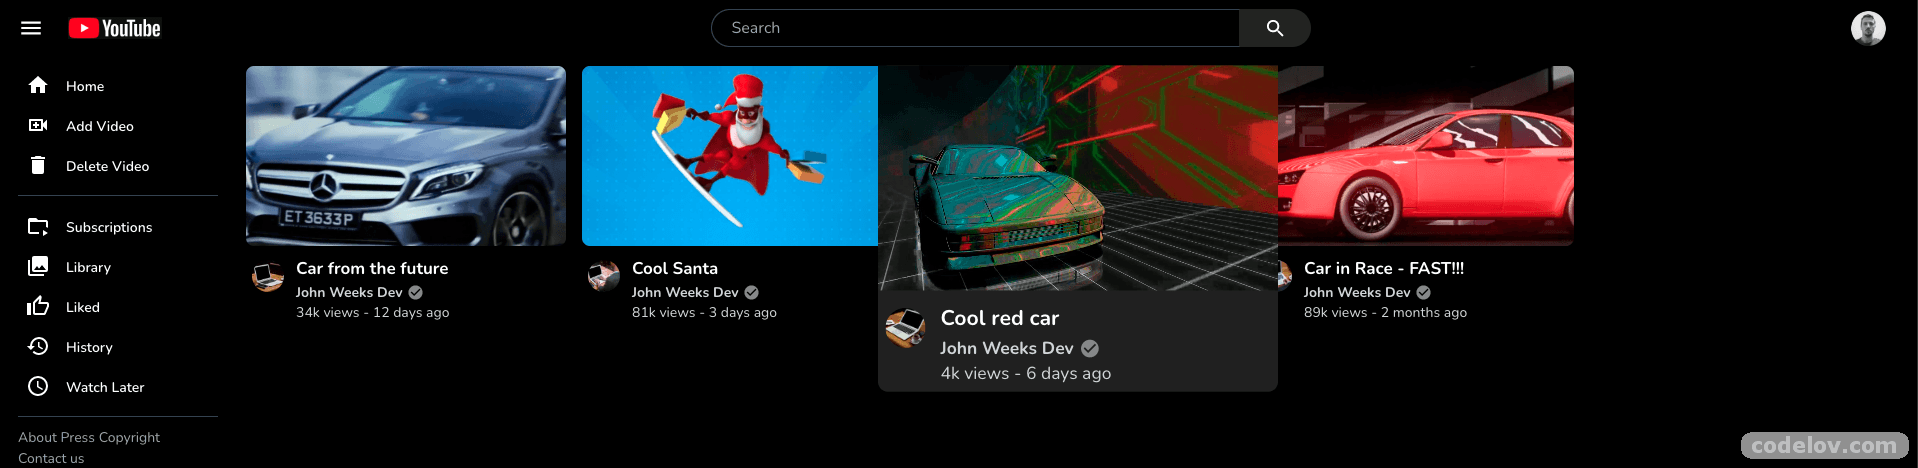 YouTube
Search
Home
Add Video
Delete Video
Subscriptions
Library
Liked
History
Watch Later
About Press Copyright
Contact us
ET 3633P
Car from the future
John Weeks Dev
34k views - 12 days ago
Cool Santa
John Weeks Dev
81k views - 3 days ago
Cool red car
John Weeks Dev
4k views - 6 days ago
Car in Race - FAST!!!
John Weeks Dev
89k views - 2 months ago
codelov.com